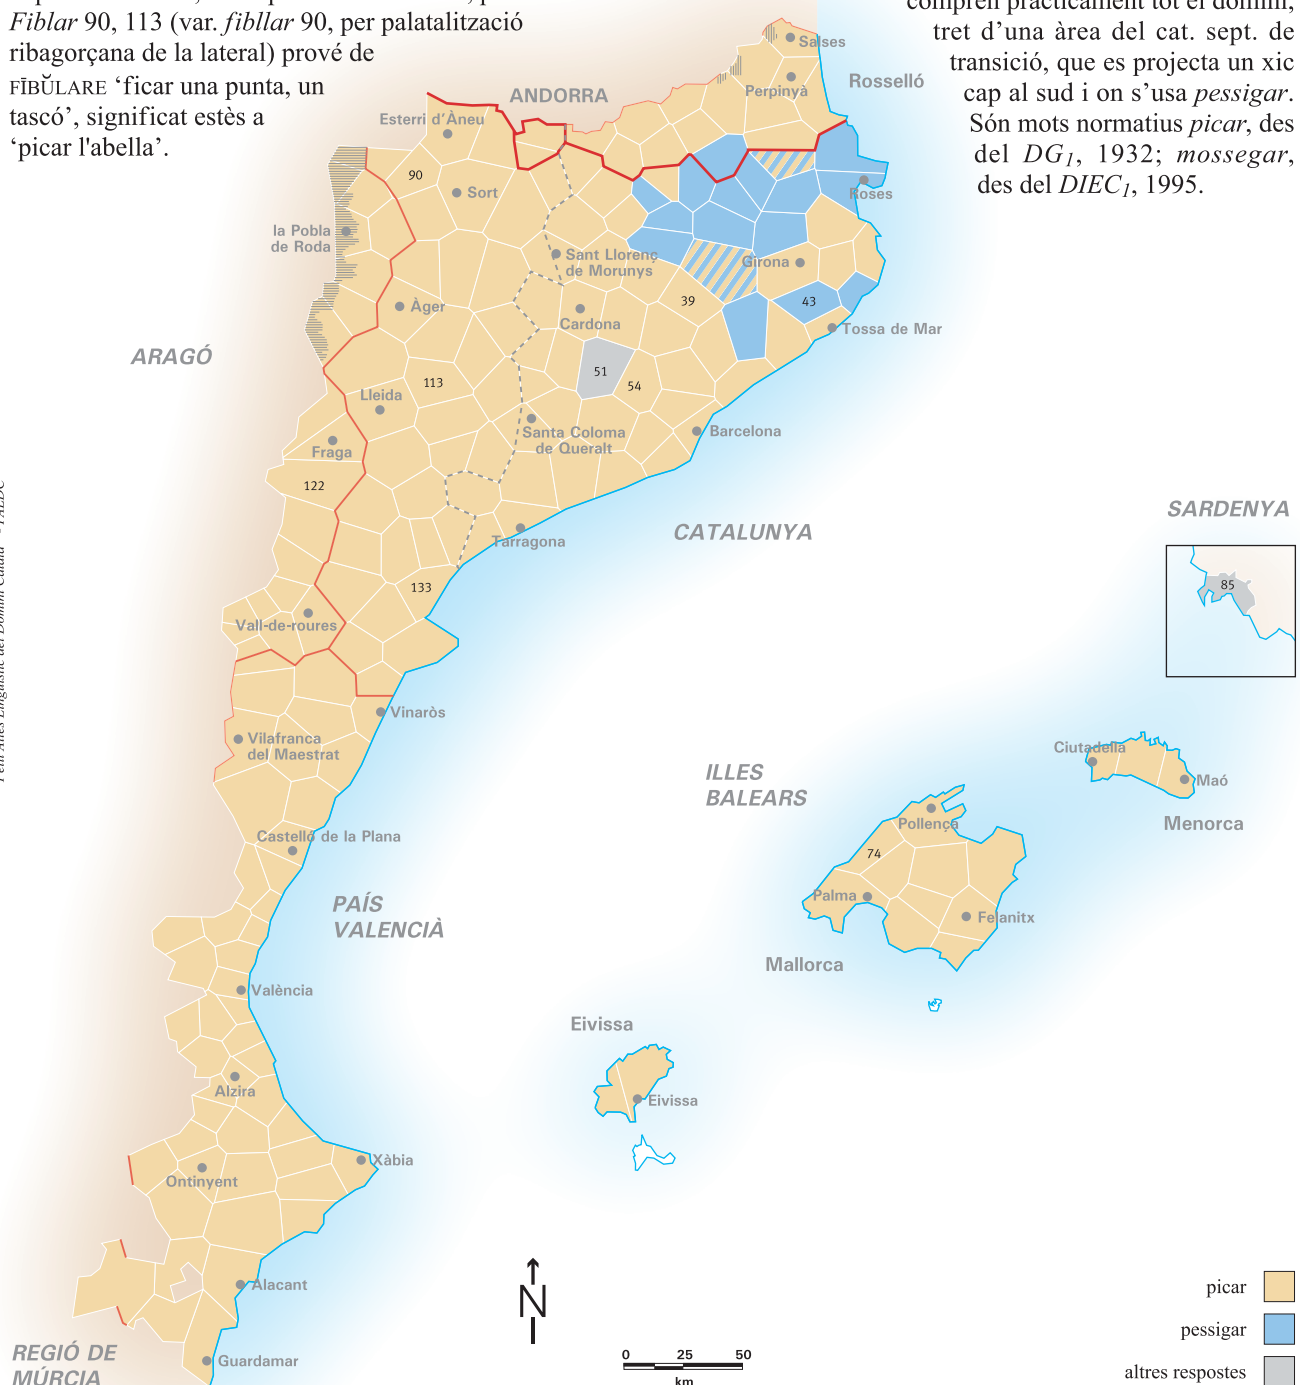 Fiblar 90, 113 (var. fibllar 90, per palatalització
ribagorçana de la lateral) prové de
FĪBŬLARE ‘ficar una punta, un
tascó’, significat estès a
‘picar l'abella’.
comprèn pràcticament tot el domini,
tret d’una àrea del cat. sept. de
transició, que es projecta un xic
cap al sud i on s’usa pessigar.
Són mots normatius picar, des
del DG1, 1932; mossegar,
des del DIEC1, 1995.
Salses
Perpinyà
Rosselló
ANDORRA
Esterri d’Àneu
90
Sort
Roses
la Pobla
de Roda
Sant Llorenç
de Morunys
Girona
39
43
Àger
Cardona
Tossa de Mar
ARAGÓ
51
54
113
Lleida
Santa Coloma
de Queralt
Barcelona
Fraga
122
CATALUNYA
Tarragona
SARDENYA
85
133
Vall-de-roures
Vinaròs
Vilafranca
del Maestrat
ILLES
BALEARS
Ciutadella
Maó
Menorca
Pollença
74
Palma
Felanitx
Mallorca
Castelló de la Plana
PAÍS
VALENCIÀ
València
Eivissa
Eivissa
Alzira
Xàbia
Ontinyent
Alacant
Guardamar
REGIÓ DE
MÚRCIA
N
0 25 50
km
picar
pessigar
altres respostes